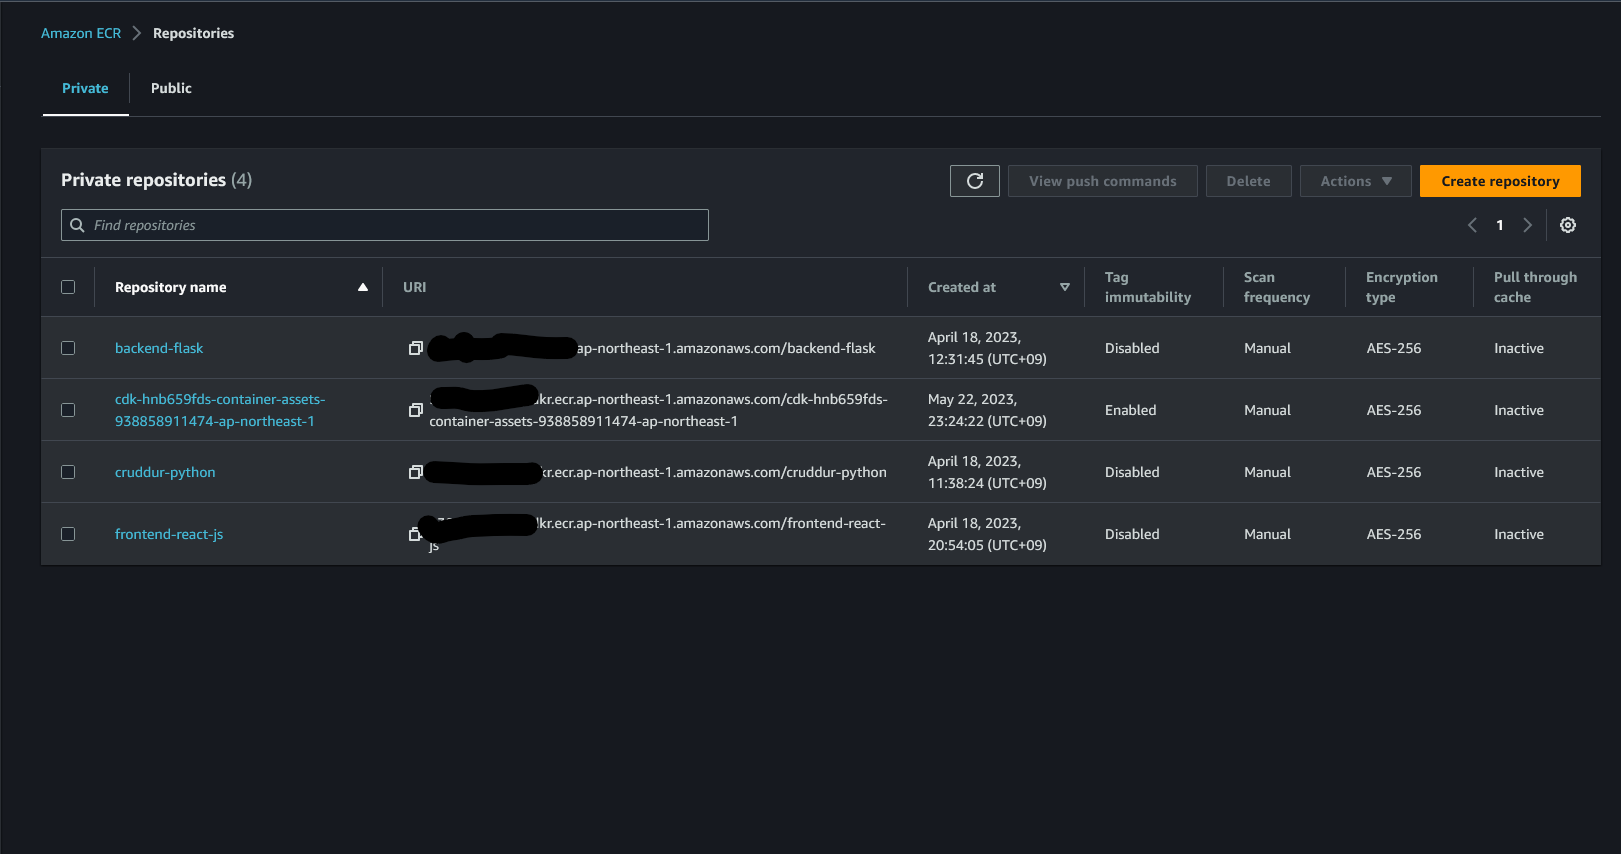 Amazon ECR > Repositories
Private
Public
Private repositories (4)
View push commands
Delete
Actions
Create repository
Find repositories
1
Repository name
URI
Created at
Tag
immutability
Scan
frequency
Encryption
type
Pull through
cache
backend-flask
ap-northeast-1.amazonaws.com/backend-flask
April 18, 2023,
12:31:45 (UTC+09)
Disabled
Manual
AES-256
Inactive
cdk-hnb659fds-container-assets-
938858911474-ap-northeast-1
kr.ecr.ap-northeast-1.amazonaws.com/cdk-hnb659fds-
container-assets-938858911474-ap-northeast-1
May 22, 2023,
23:24:22 (UTC+09)
Enabled
Manual
AES-256
Inactive
cruddur-python
r.ecr.ap-northeast-1.amazonaws.com/cruddur-python
April 18, 2023,
11:38:24 (UTC+09)
Disabled
Manual
AES-256
Inactive
frontend-react-js
kr.ecr.ap-northeast-1.amazonaws.com/frontend-react-
js
April 18, 2023,
20:54:05 (UTC+09)
Disabled
Manual
AES-256
Inactive